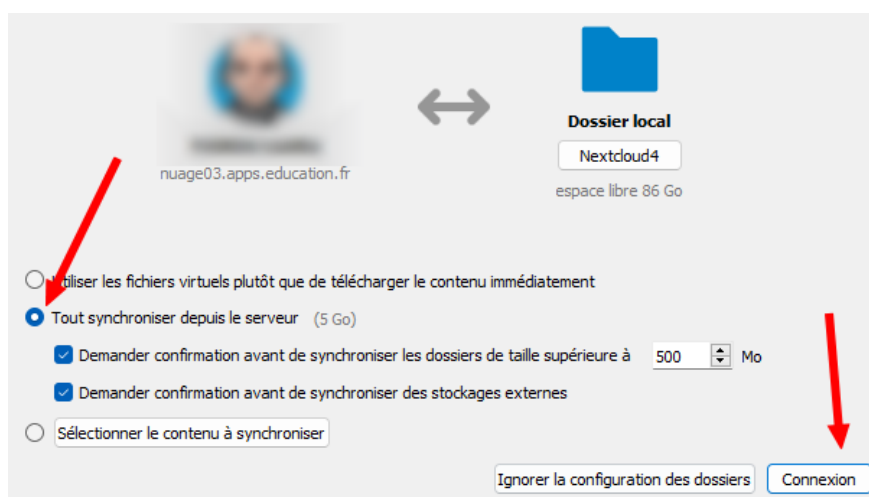 nuage03.apps.education.fr
Dossier local
Nextcloud4
espace libre 86 Go
Utiliser les fichiers virtuels plutôt que de télécharger le contenu immédiatement
Tout synchroniser depuis le serveur (5 Go)
Demander confirmation avant de synchroniser les dossiers de taille supérieure à 500 Mo
Demander confirmation avant de synchroniser des stockages externes
Sélectionner le contenu à synchroniser
Ignorer la configuration des dossiers Connexion